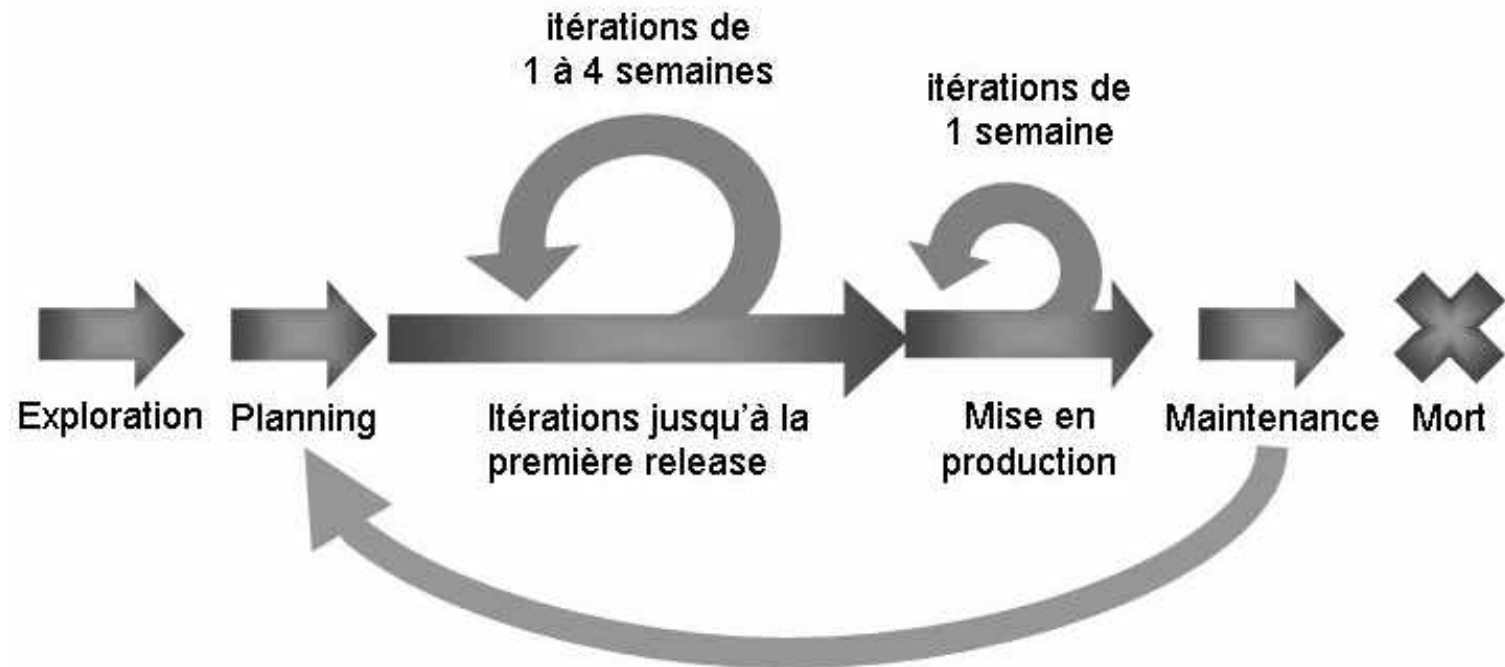 itérations de
1 à 4 semaines
itérations de
1 semaine
Exploration
Planning
Itérations jusqu'à la
première release
Mise en
production
Maintenance
Mort